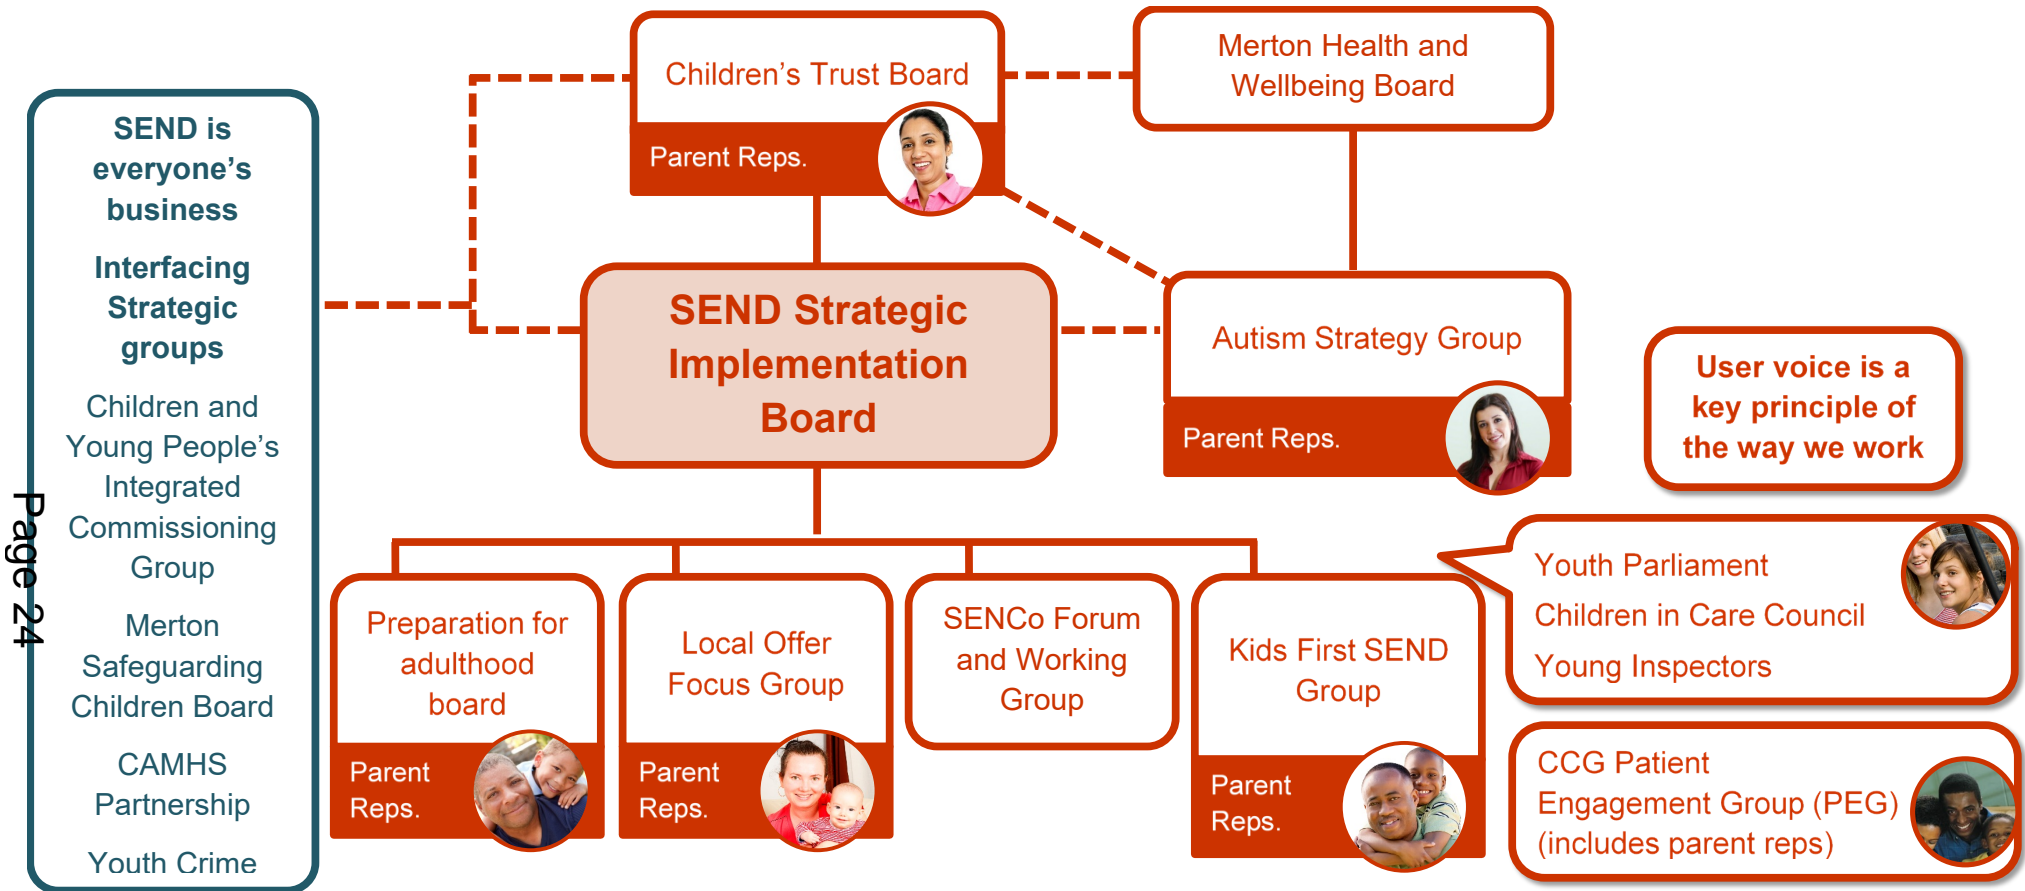 SEND is
everyone’s
business
Interfacing
Strategic
groups
Children and
Young People’s
Integrated
Commissioning
Group
Merton
Safeguarding
Children Board
CAMHS
Partnership
Youth Crime
Page 24
Children’s Trust Board
Parent Reps.
Merton Health and
Wellbeing Board
SEND Strategic
Implementation
Board
Autism Strategy Group
Parent Reps.
User voice is a
key principle of
the way we work
Preparation for
adulthood
board
Parent
Reps.
Local Offer
Focus Group
Parent
Reps.
SENCo Forum
and Working
Group
Kids First SEND
Group
Parent
Reps.
Youth Parliament
Children in Care Council
Young Inspectors
CCG Patient
Engagement Group (PEG)
(includes parent reps)